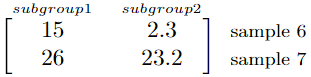 subgroup1 subgroup2
15 2.3 sample 6
26 23.2 sample 7